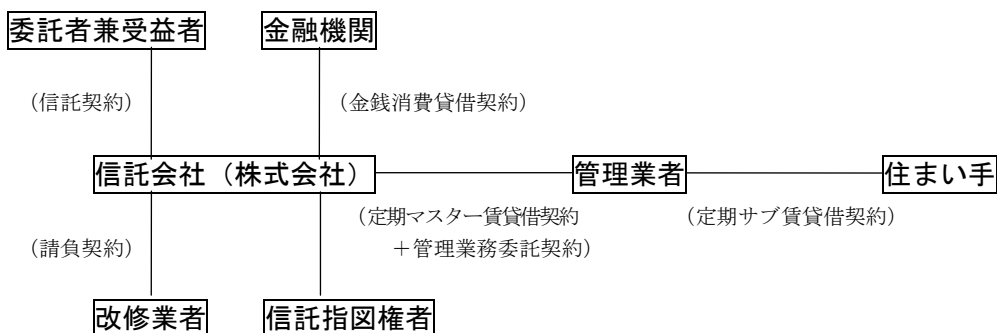 委託者兼受益者
金融機関
（信託契約）
（金銭消費貸借契約）
信託会社（株式会社）
管理業者
住まい手
（定期マスター賃貸借契約
＋管理業務委託契約）
（定期サブ賃貸借契約）
（請負契約）
改修業者
信託指図権者